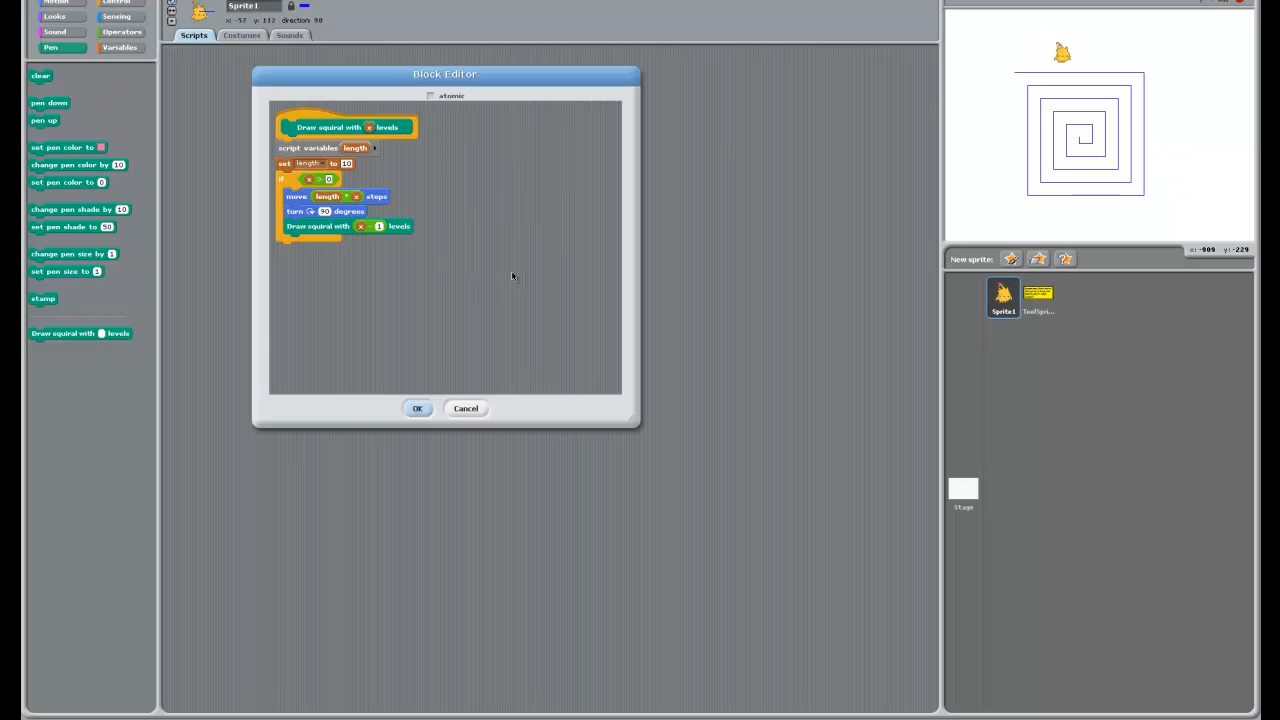 Motion Control
Looks Sensing
Sound Operators
Pen Variables
Sprite1
x: -57 y: 112 direction: 90
Scripts Costumes Sounds
clear
pen down
pen up
set pen color to
change pen color by 10
set pen color to 0
change pen shade by 10
set pen shade to 50
change pen size by 1
set pen size to 1
stamp
Draw squiral with levels
Block Editor
atomic
Draw squiral with x levels
script variables length
set length to 10
if x > 0
move length * x steps
turn 90 degrees
Draw squiral with x - 1 levels
OK Cancel
x: -909 y: -229
New sprite:
Sprite1 ToolSpri...
Stage